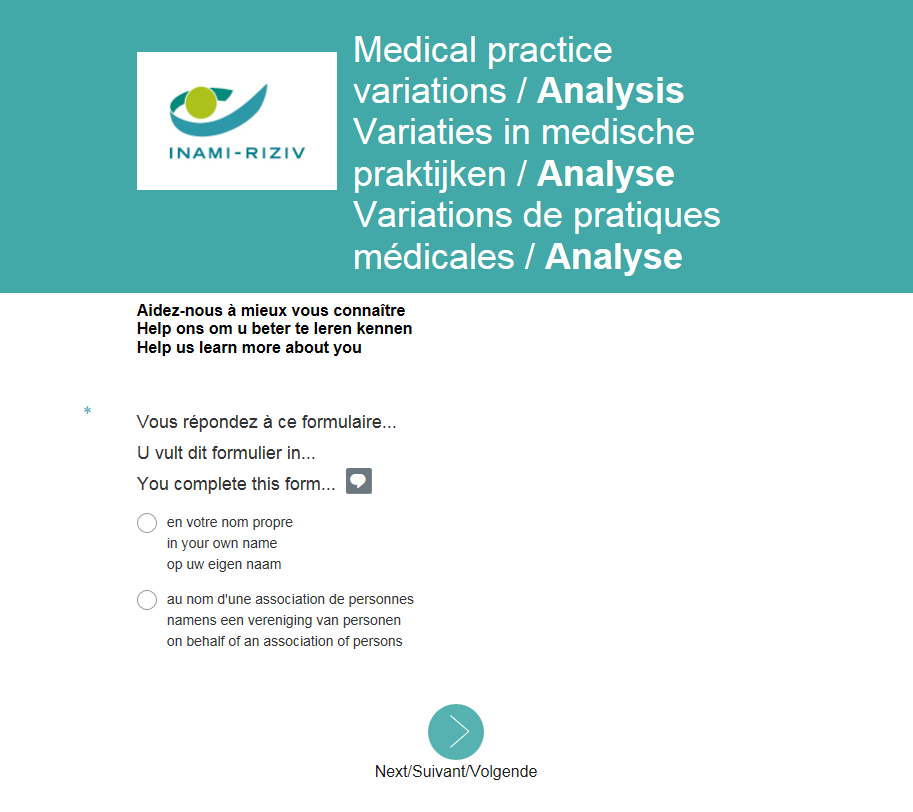 INAMI-RIZIV
Medical practice
variations / Analysis
Variaties in medische
praktijken / Analyse
Variations de pratiques
médicales / Analyse
Aidez-nous à mieux vous connaître
Help ons om u beter te leren kennen
Help us learn more about you
*
Vous répondez à ce formulaire...
U vult dit formulier in...
You complete this form...
en votre nom propre
in your own name
op uw eigen naam
au nom d'une association de personnes
namens een vereniging van personen
on behalf of an association of persons
Next/Suivant/Volgende